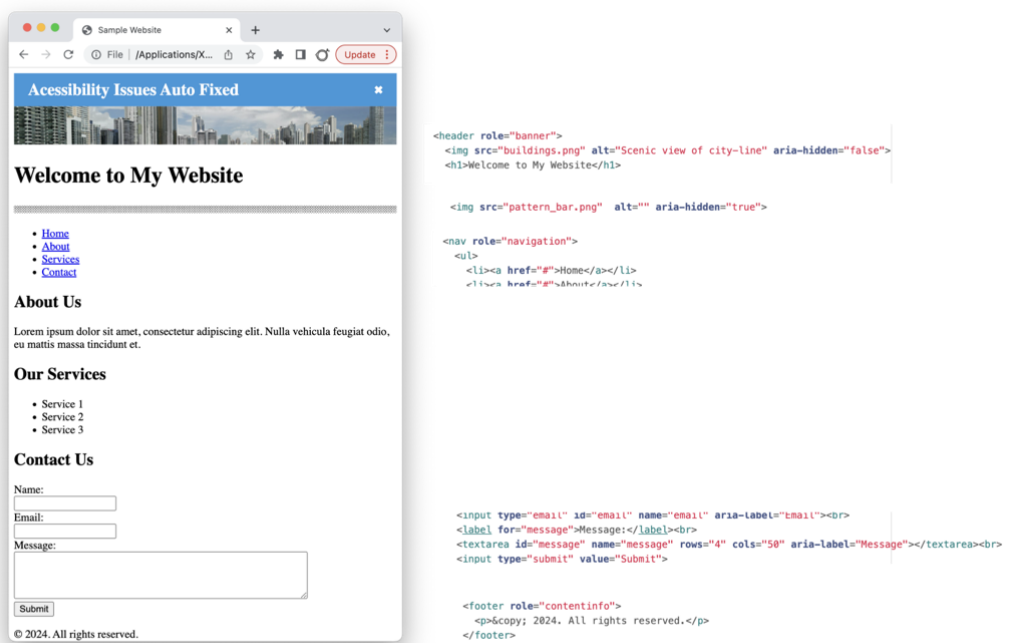 Sample Website
File
/Applications/X...
Update
Acessibility Issues Auto Fixed
Welcome to My Website
Home
About
Services
Contact
About Us
Lorem ipsum dolor sit amet, consectetur adipiscing elit. Nulla vehicula feugiat odio,
eu mattis massa tincidunt et.
Our Services
Service 1
Service 2
Service 3
Contact Us
Name:
Email:
Message:
Submit
© 2024. All rights reserved.
<header role="banner">
<img src="buildings.png" alt="Scenic view of city-line" aria-hidden="false">
<h1>Welcome to My Website</h1>
<img src="pattern_bar.png"  alt="" aria-hidden="true">
<nav role="navigation">
<ul>
<li><a href="#">Home</a></li>
<li><a href="#">About</a></li>
<input type="email" id="email" name="email" aria-label="Email"><br>
<label for="message">Message:</label><br>
<textarea id="message" name="message" rows="4" cols="50" aria-label="Message"></textarea><br>
<input type="submit" value="Submit">
<footer role="contentinfo">
<p>&copy; 2024. All rights reserved.</p>
</footer>